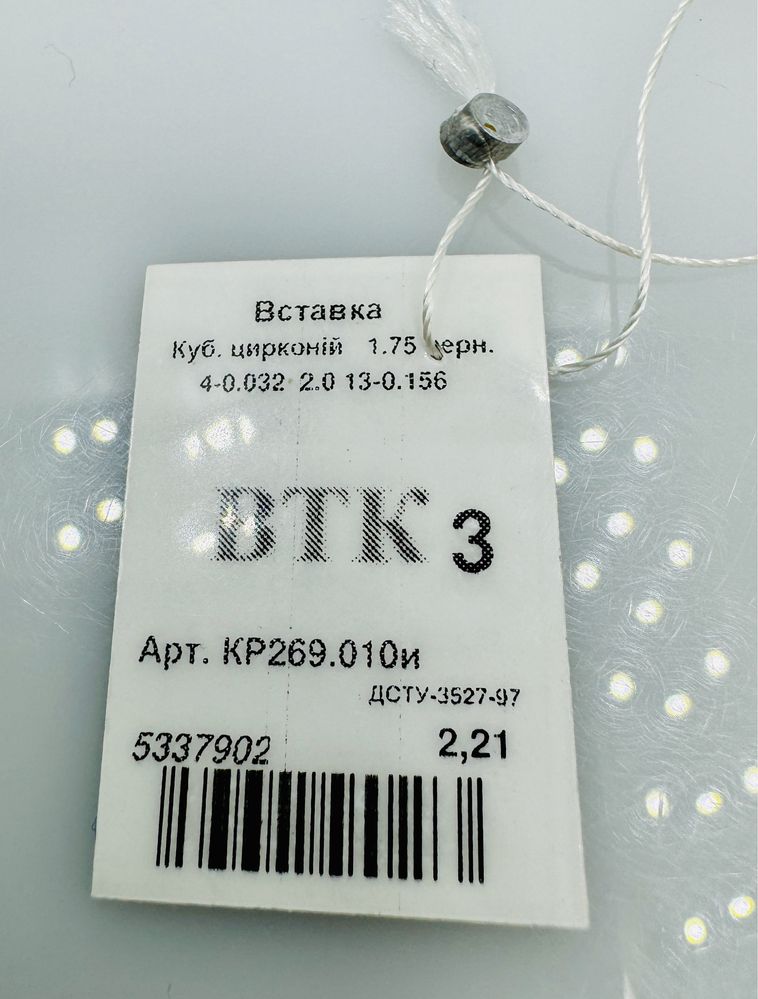 Вставка
Куб. цирконій 1.75
4-0.032 2.0 13-0.156
ВТК 3
Арт. КР269.010и
ДСТУ-3527-97
5337902 2,21